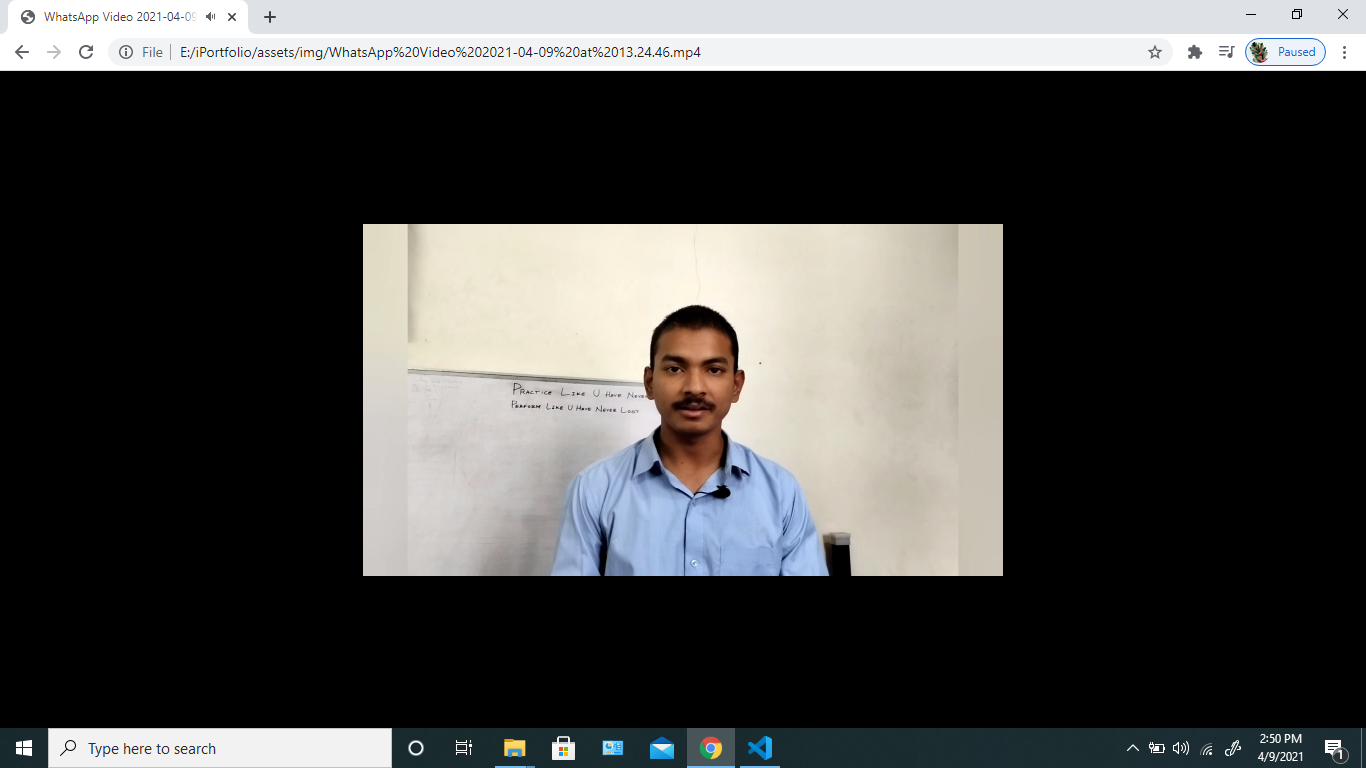 WhatsApp Video 2021-04-09
File
E:/iPortfolio/assets/img/WhatsApp%20Video%202021-04-09%20at%2013.24.46.mp4
Paused
PRACTICE LIKE U HAVE NEVER
PERFORM LIKE U HAVE NEVER LOST
Type here to search
2:50 PM
4/9/2021
1